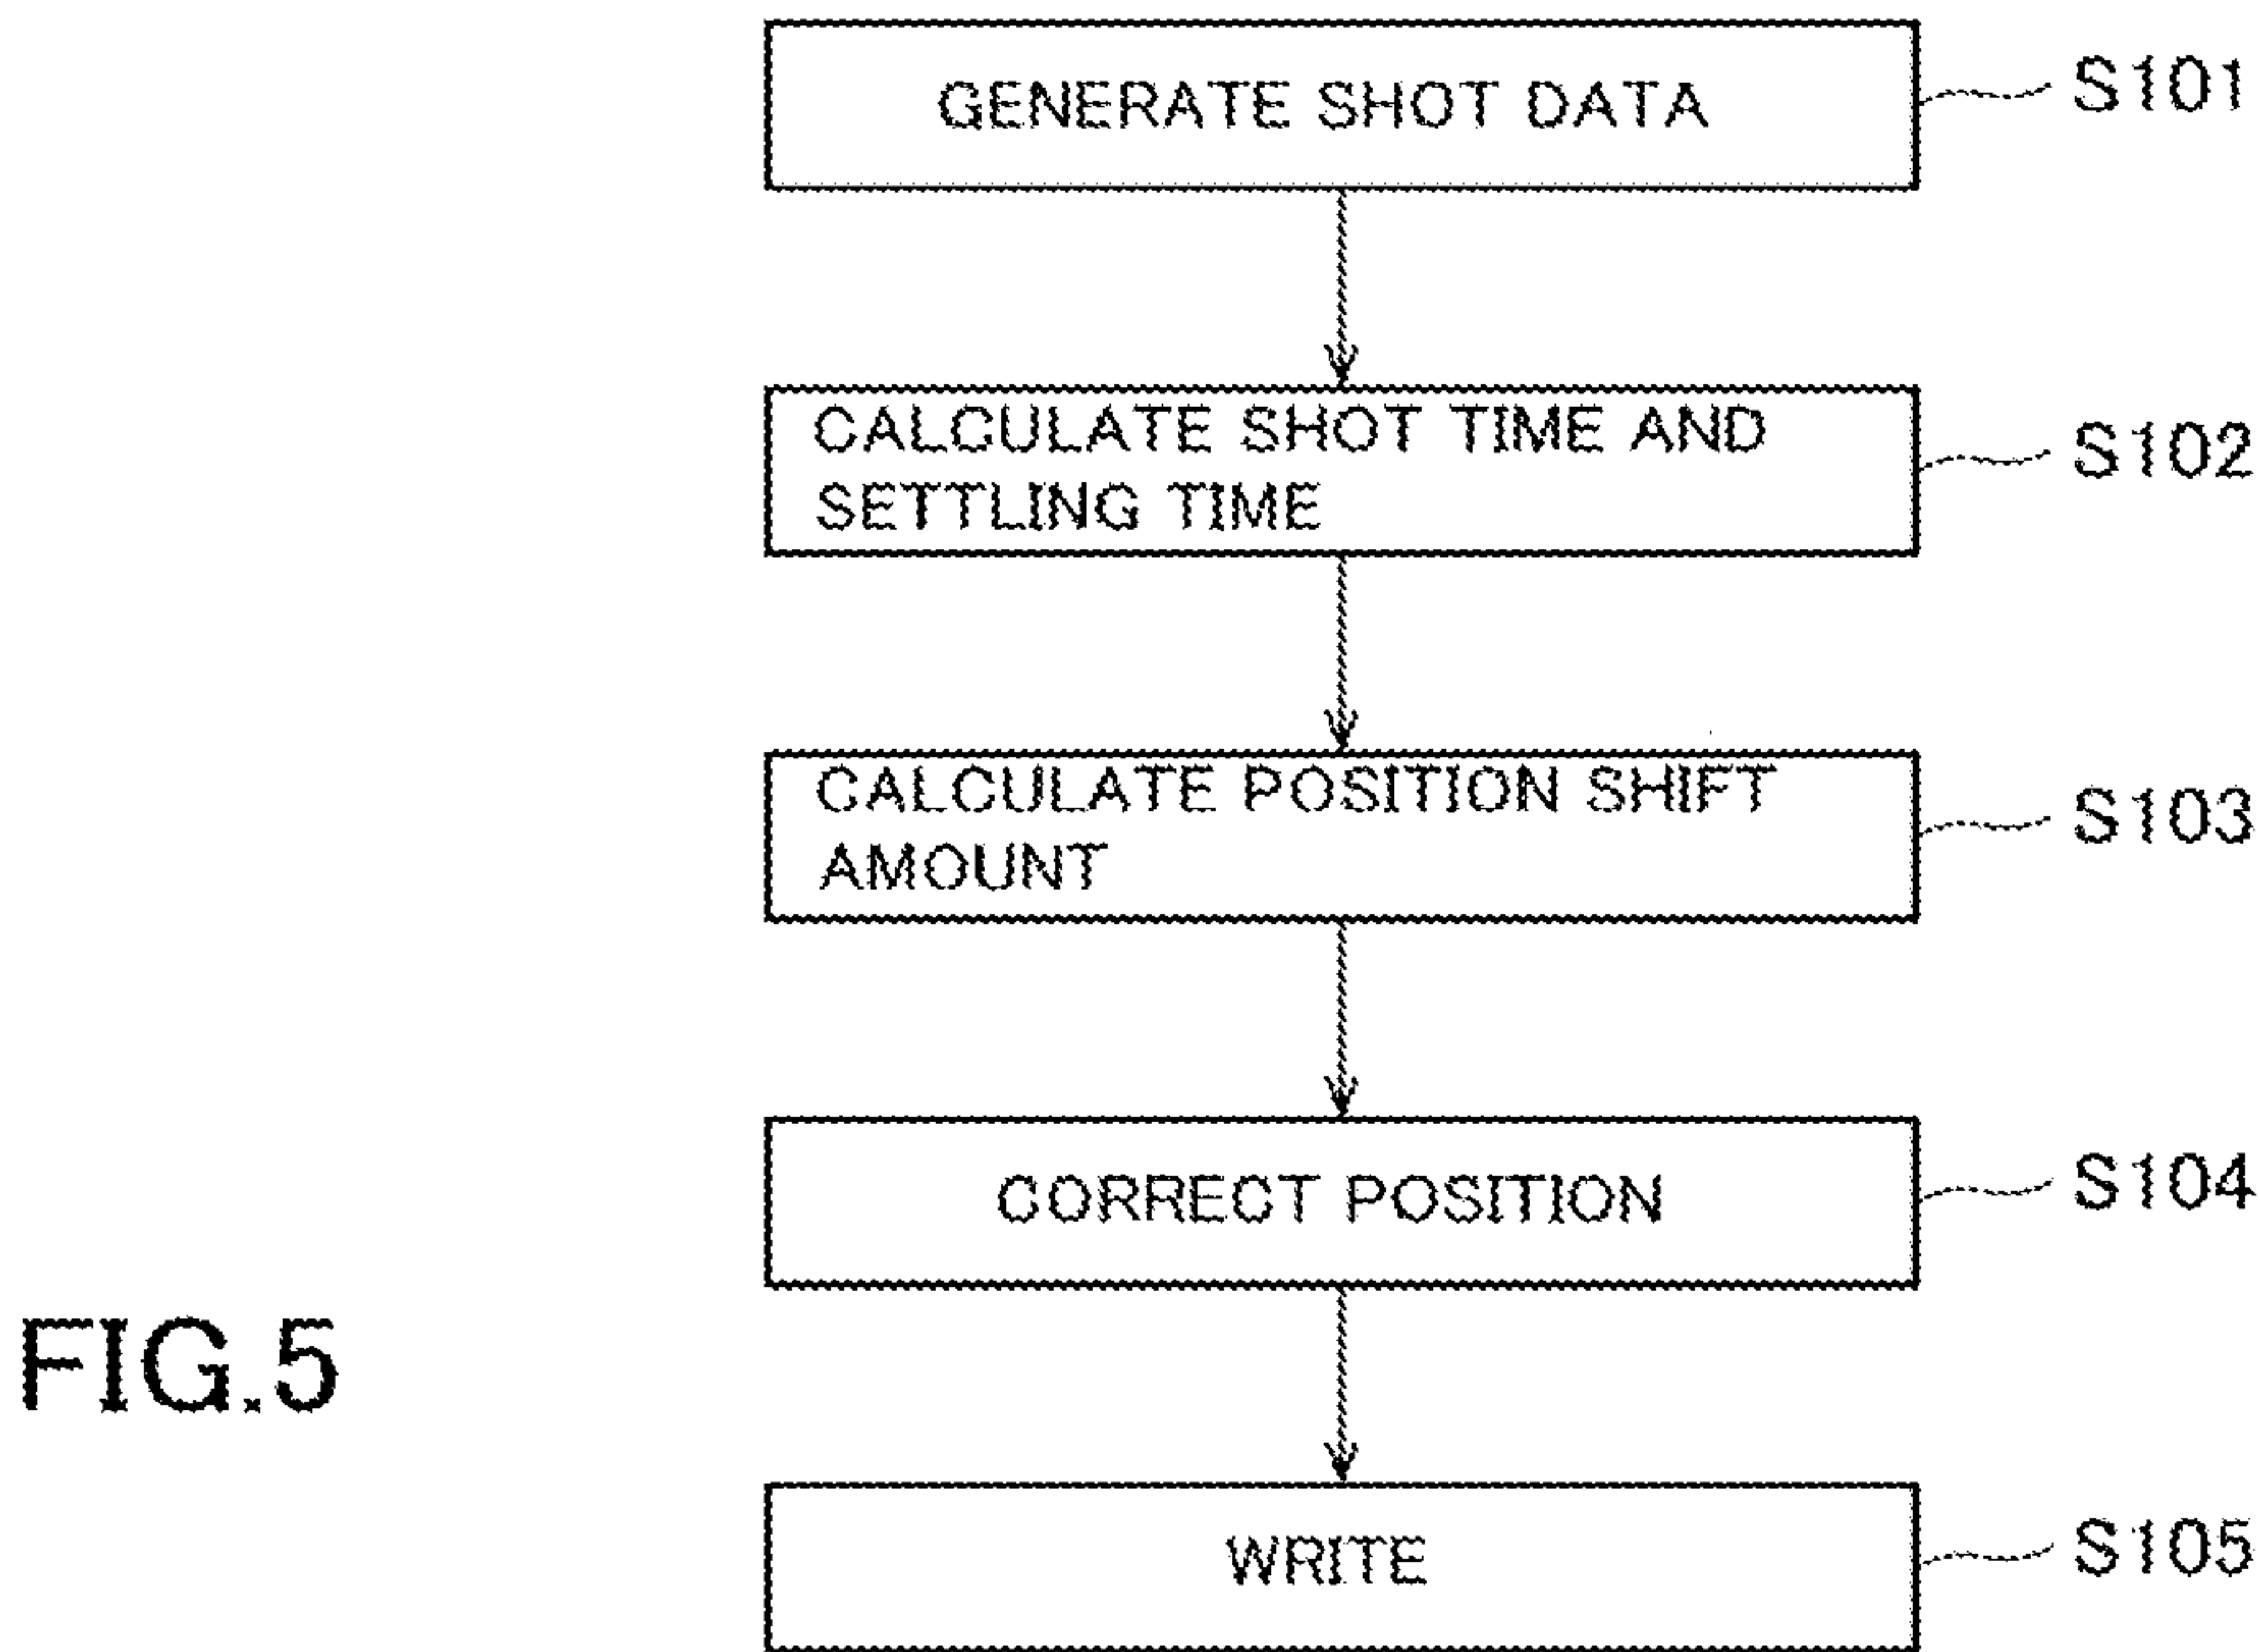 GENERATE SHOT DATA
S101
CALCULATE SHOT TIME AND
SETTLING TIME
S102
CALCULATE POSITION SHIFT
AMOUNT
S103
CORRECT POSITION
S104
FIG.5
WRITE
S105